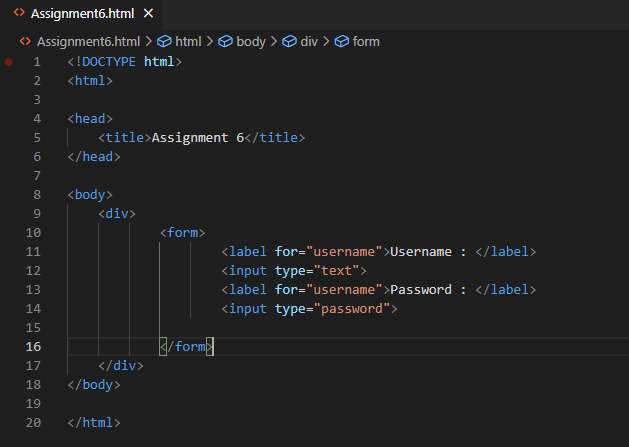 Assignment6.html ×
Assignment6.html > html > body > div > form
1 <!DOCTYPE html>
2 <html>
3
4 <head>
5 <title>Assignment 6</title>
6 </head>
7
8 <body>
9 <div>
10 <form>
11 <label for="username">Username : </label>
12 <input type="text">
13 <label for="username">Password : </label>
14 <input type="password">
15
16 </form>
17 </div>
18 </body>
19
20 </html>